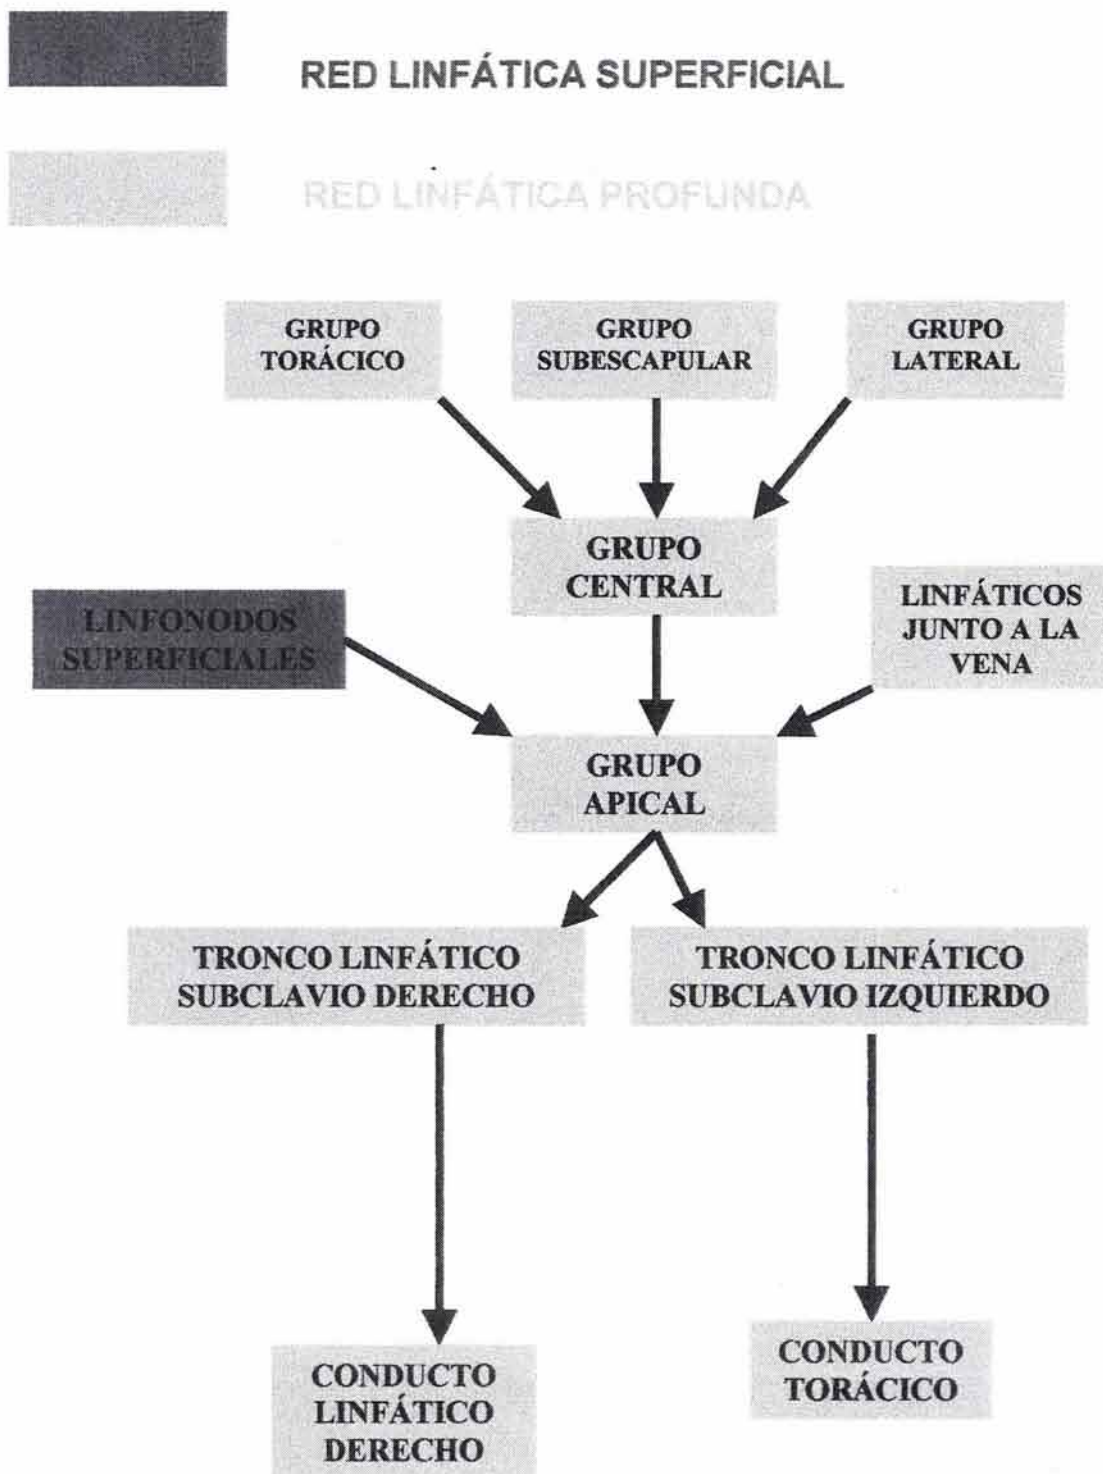 RED LINFÁTICA SUPERFICIAL
RED LINFÁTICA PROFUNDA
GRUPO
TORÁCICO
GRUPO
SUBESCAPULAR
GRUPO
LATERAL
GRUPO
CENTRAL
LINFONODOS
SUPERFICIALES
LINFÁTICOS
JUNTO A LA
VENA
GRUPO
APICAL
TRONCO LINFÁTICO
SUBCLAVIO DERECHO
TRONCO LINFÁTICO
SUBCLAVIO IZQUIERDO
CONDUCTO
LINFÁTICO
DERECHO
CONDUCTO
TORÁCICO